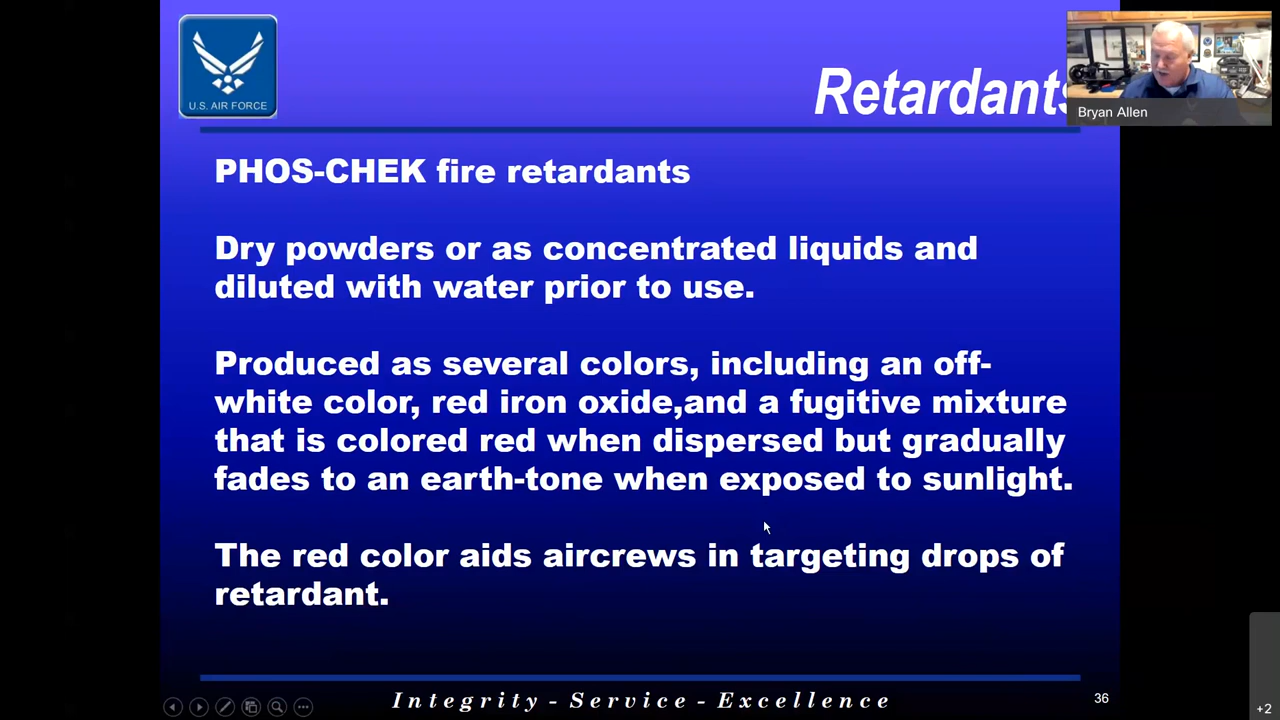 U.S. AIR FORCE
Retardants
Bryan Allen
PHOS-CHEK fire retardants
Dry powders or as concentrated liquids and
diluted with water prior to use.
Produced as several colors, including an off-
white color, red iron oxide,and a fugitive mixture
that is colored red when dispersed but gradually
fades to an earth-tone when exposed to sunlight.
The red color aids aircrews in targeting drops of
retardant.
Integrity - Service - Excellence
36
+2